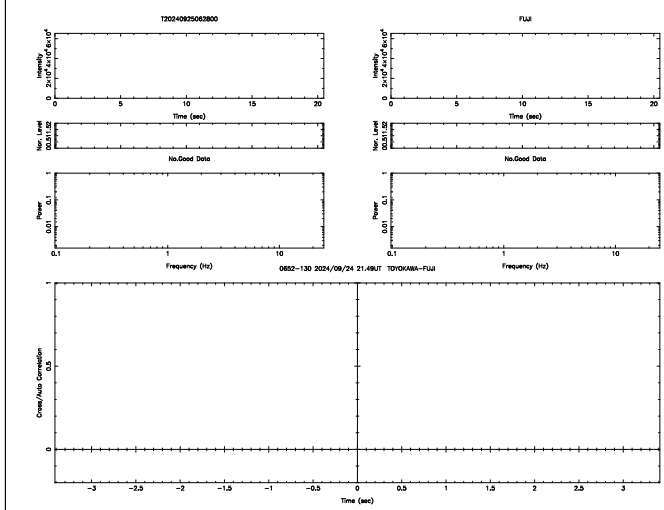 T20240925062800
FUJI
Intensity
0 2×10⁴ 4×10⁴ 6×10⁴
0 5 10 15 20
Time (sec)
Intensity
0 2×10⁴ 4×10⁴ 6×10⁴
0 5 10 15 20
Time (sec)
Nor. Level
00.511.52
Nor. Level
00.511.52
No.Good Data
No.Good Data
Power
0.01 0.1 1
0.1 1 10
Frequency (Hz)
Power
0.01 0.1 1
0.1 1 10
Frequency (Hz)
0652-130 2024/09/24 21.49UT TOYOKAWA-FUJI
Cross/Auto Correlation
0 0.5 1
-3 -2.5 -2 -1.5 -1 -0.5 0 0.5 1 1.5 2 2.5 3
Time (sec)